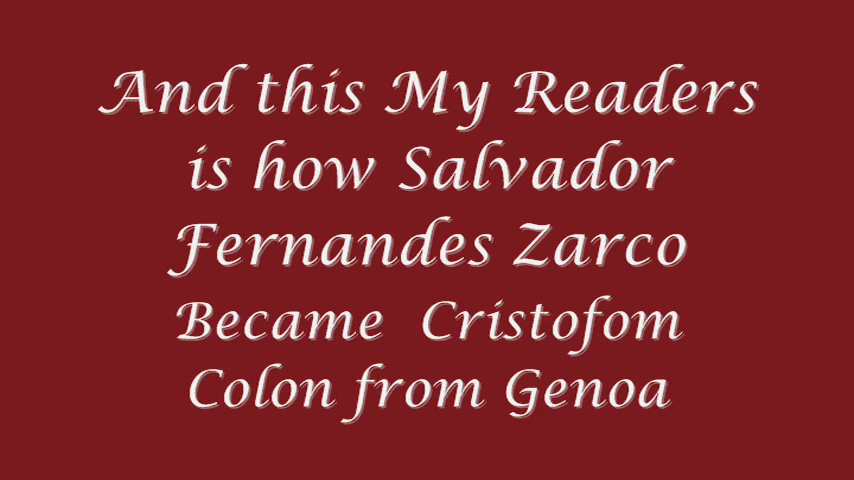 And this My Readers
is how Salvador
Fernandes Zarco
Became Cristofom
Colon from Genoa